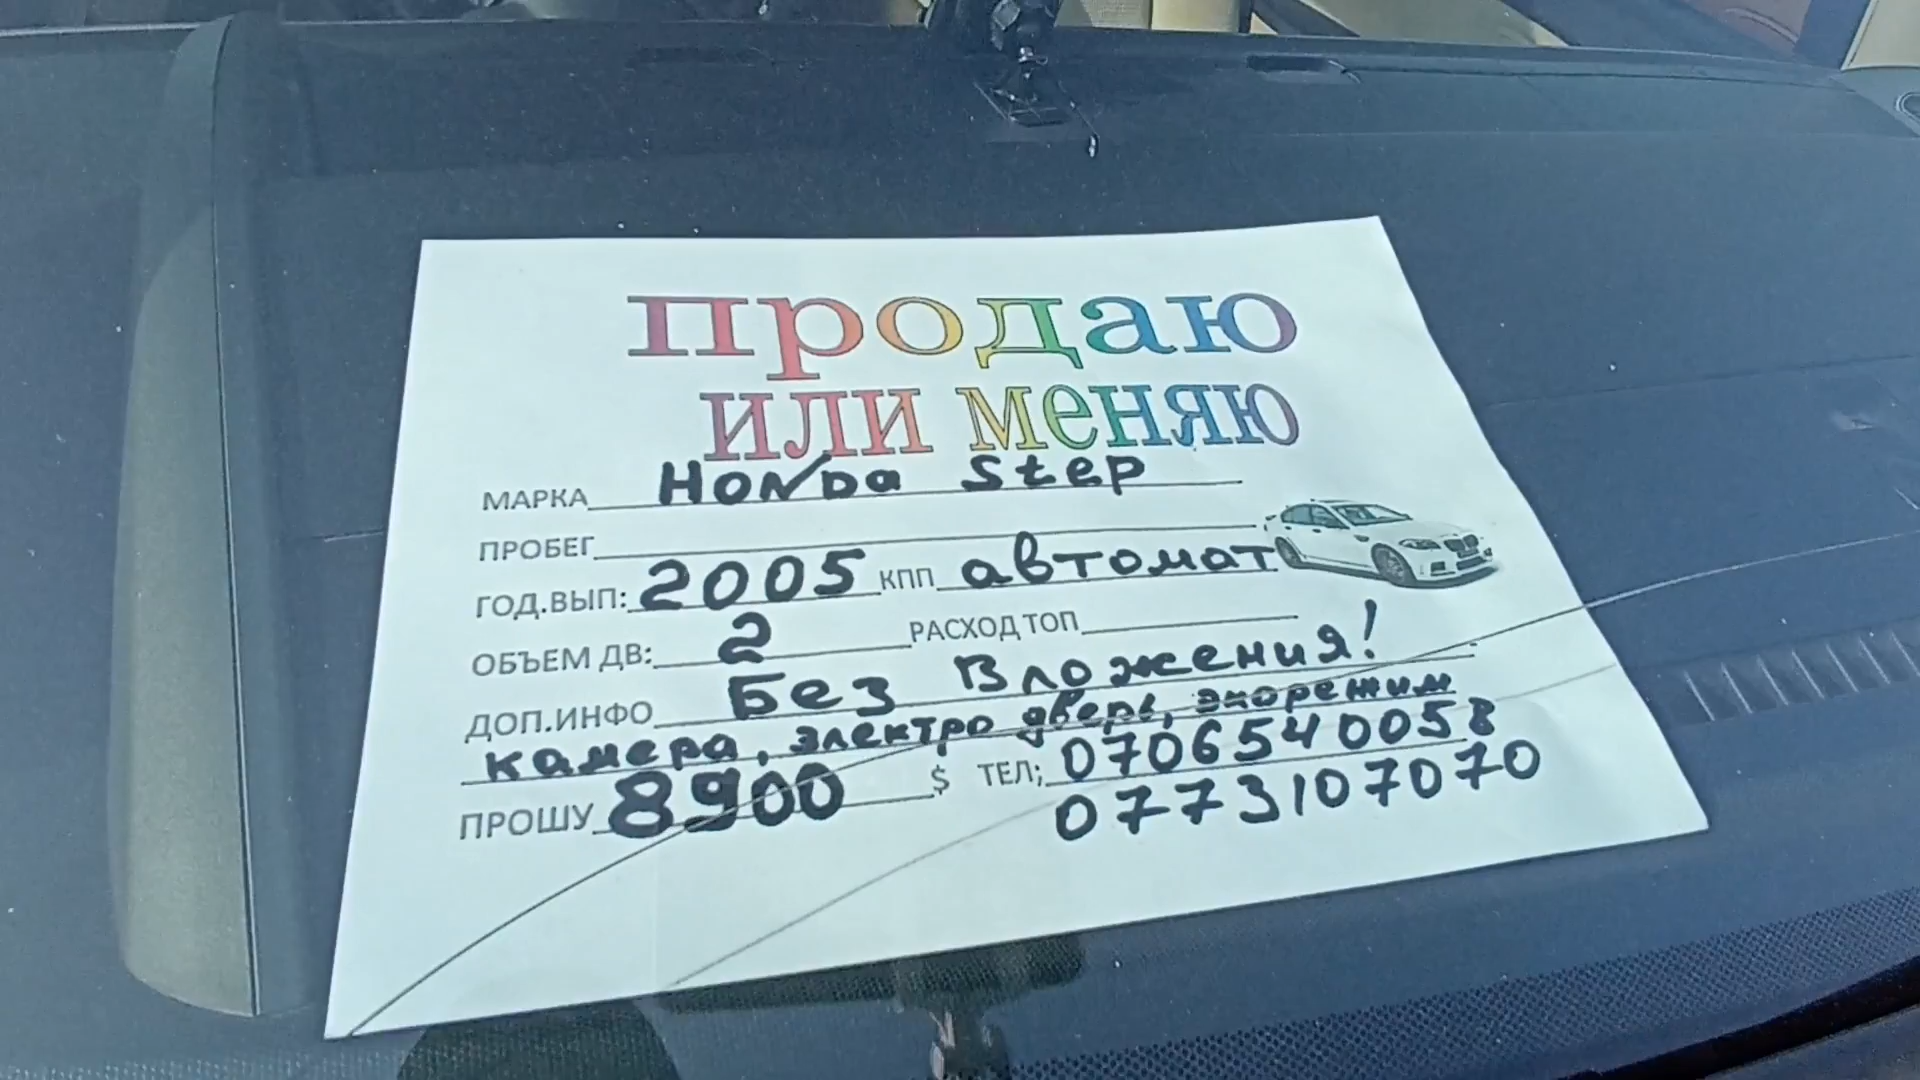 продаю
или меняю
МАРКА Honda Step
ПРОБЕГ
ГОД.ВЫП: 2005 КПП автомат
ОБЪЕМ ДВ: 2 РАСХОД ТОП
ДОП.ИНФО Без Вложения!
камера, электро дверь, экорежим
ПРОШУ 8900 $ ТЕЛ; 0706540058
0773107070